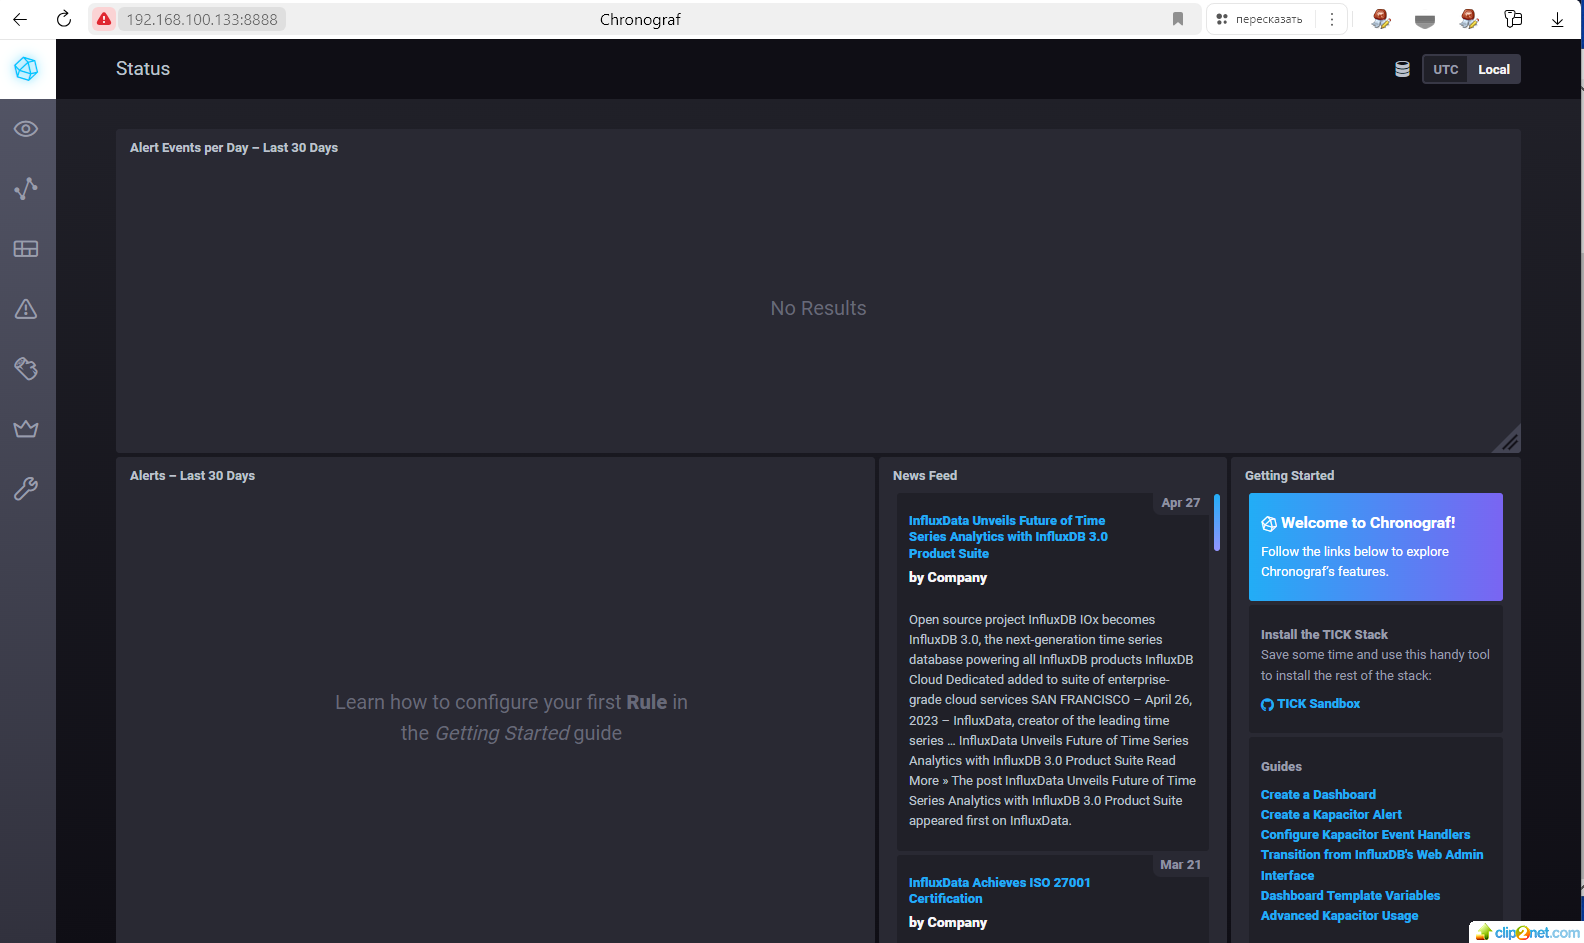 192.168.100.133:8888
Chronograf
пересказать
Status
UTC
Local
Alert Events per Day – Last 30 Days
No Results
Alerts – Last 30 Days
Learn how to configure your first Rule in
the Getting Started guide
News Feed
Apr 27
InfluxData Unveils Future of Time
Series Analytics with InfluxDB 3.0
Product Suite
by Company
Open source project InfluxDB IOx becomes
InfluxDB 3.0, the next-generation time series
database powering all InfluxDB products InfluxDB
Cloud Dedicated added to suite of enterprise-
grade cloud services SAN FRANCISCO – April 26,
2023 – InfluxData, creator of the leading time
series … InfluxData Unveils Future of Time Series
Analytics with InfluxDB 3.0 Product Suite Read
More » The post InfluxData Unveils Future of Time
Series Analytics with InfluxDB 3.0 Product Suite
appeared first on InfluxData.
Mar 21
InfluxData Achieves ISO 27001
Certification
by Company
Getting Started
Welcome to Chronograf!
Follow the links below to explore
Chronograf’s features.
Install the TICK Stack
Save some time and use this handy tool
to install the rest of the stack:
TICK Sandbox
Guides
Create a Dashboard
Create a Kapacitor Alert
Configure Kapacitor Event Handlers
Transition from InfluxDB's Web Admin
Interface
Dashboard Template Variables
Advanced Kapacitor Usage
clip2net.com